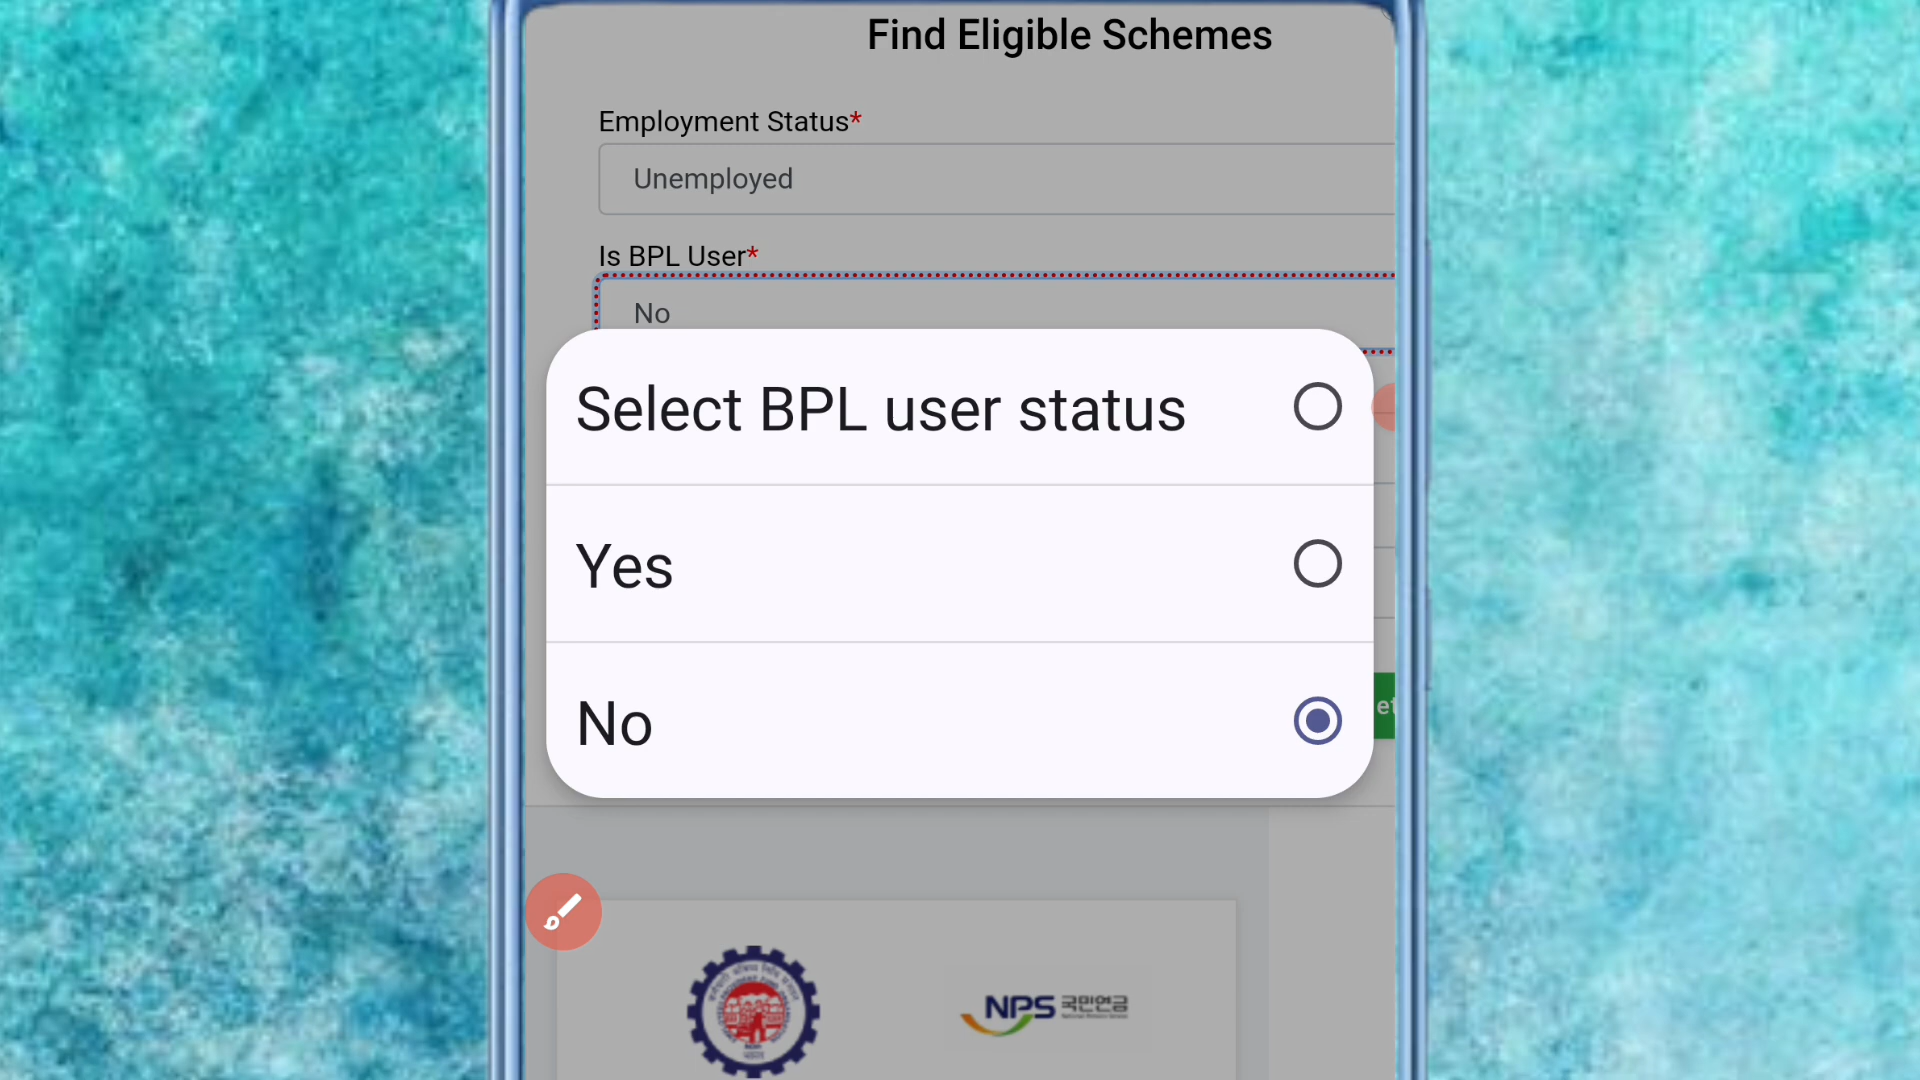 Find Eligible Schemes
Employment Status*
Unemployed
Is BPL User*
No
Select BPL user status
Yes
No
et
NPS 국민연금